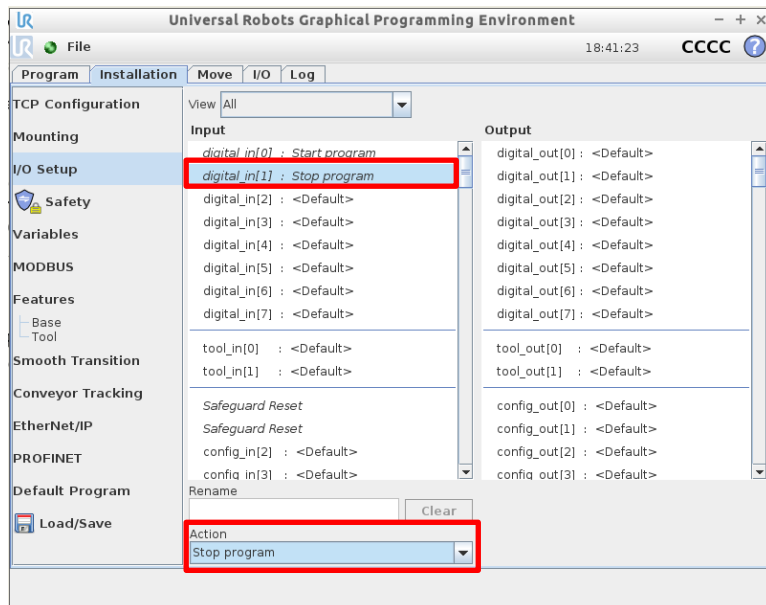 Universal Robots Graphical Programming Environment
File 18:41:23 CCCC ?
Program Installation Move I/O Log
TCP Configuration
Mounting
I/O Setup
Safety
Variables
MODBUS
Features
Base
Tool
Smooth Transition
Conveyor Tracking
EtherNet/IP
PROFINET
Default Program
Load/Save
View All
Input
digital_in[0] : Start program
digital_in[1] : Stop program
digital_in[2] : <Default>
digital_in[3] : <Default>
digital_in[4] : <Default>
digital_in[5] : <Default>
digital_in[6] : <Default>
digital_in[7] : <Default>
tool_in[0] : <Default>
tool_in[1] : <Default>
Safeguard Reset
Safeguard Reset
config_in[2] : <Default>
config_in[3] : <Default>
Output
digital_out[0] : <Default>
digital_out[1] : <Default>
digital_out[2] : <Default>
digital_out[3] : <Default>
digital_out[4] : <Default>
digital_out[5] : <Default>
digital_out[6] : <Default>
digital_out[7] : <Default>
tool_out[0] : <Default>
tool_out[1] : <Default>
config_out[0] : <Default>
config_out[1] : <Default>
config_out[2] : <Default>
config_out[3] : <Default>
Rename
Clear
Action
Stop program